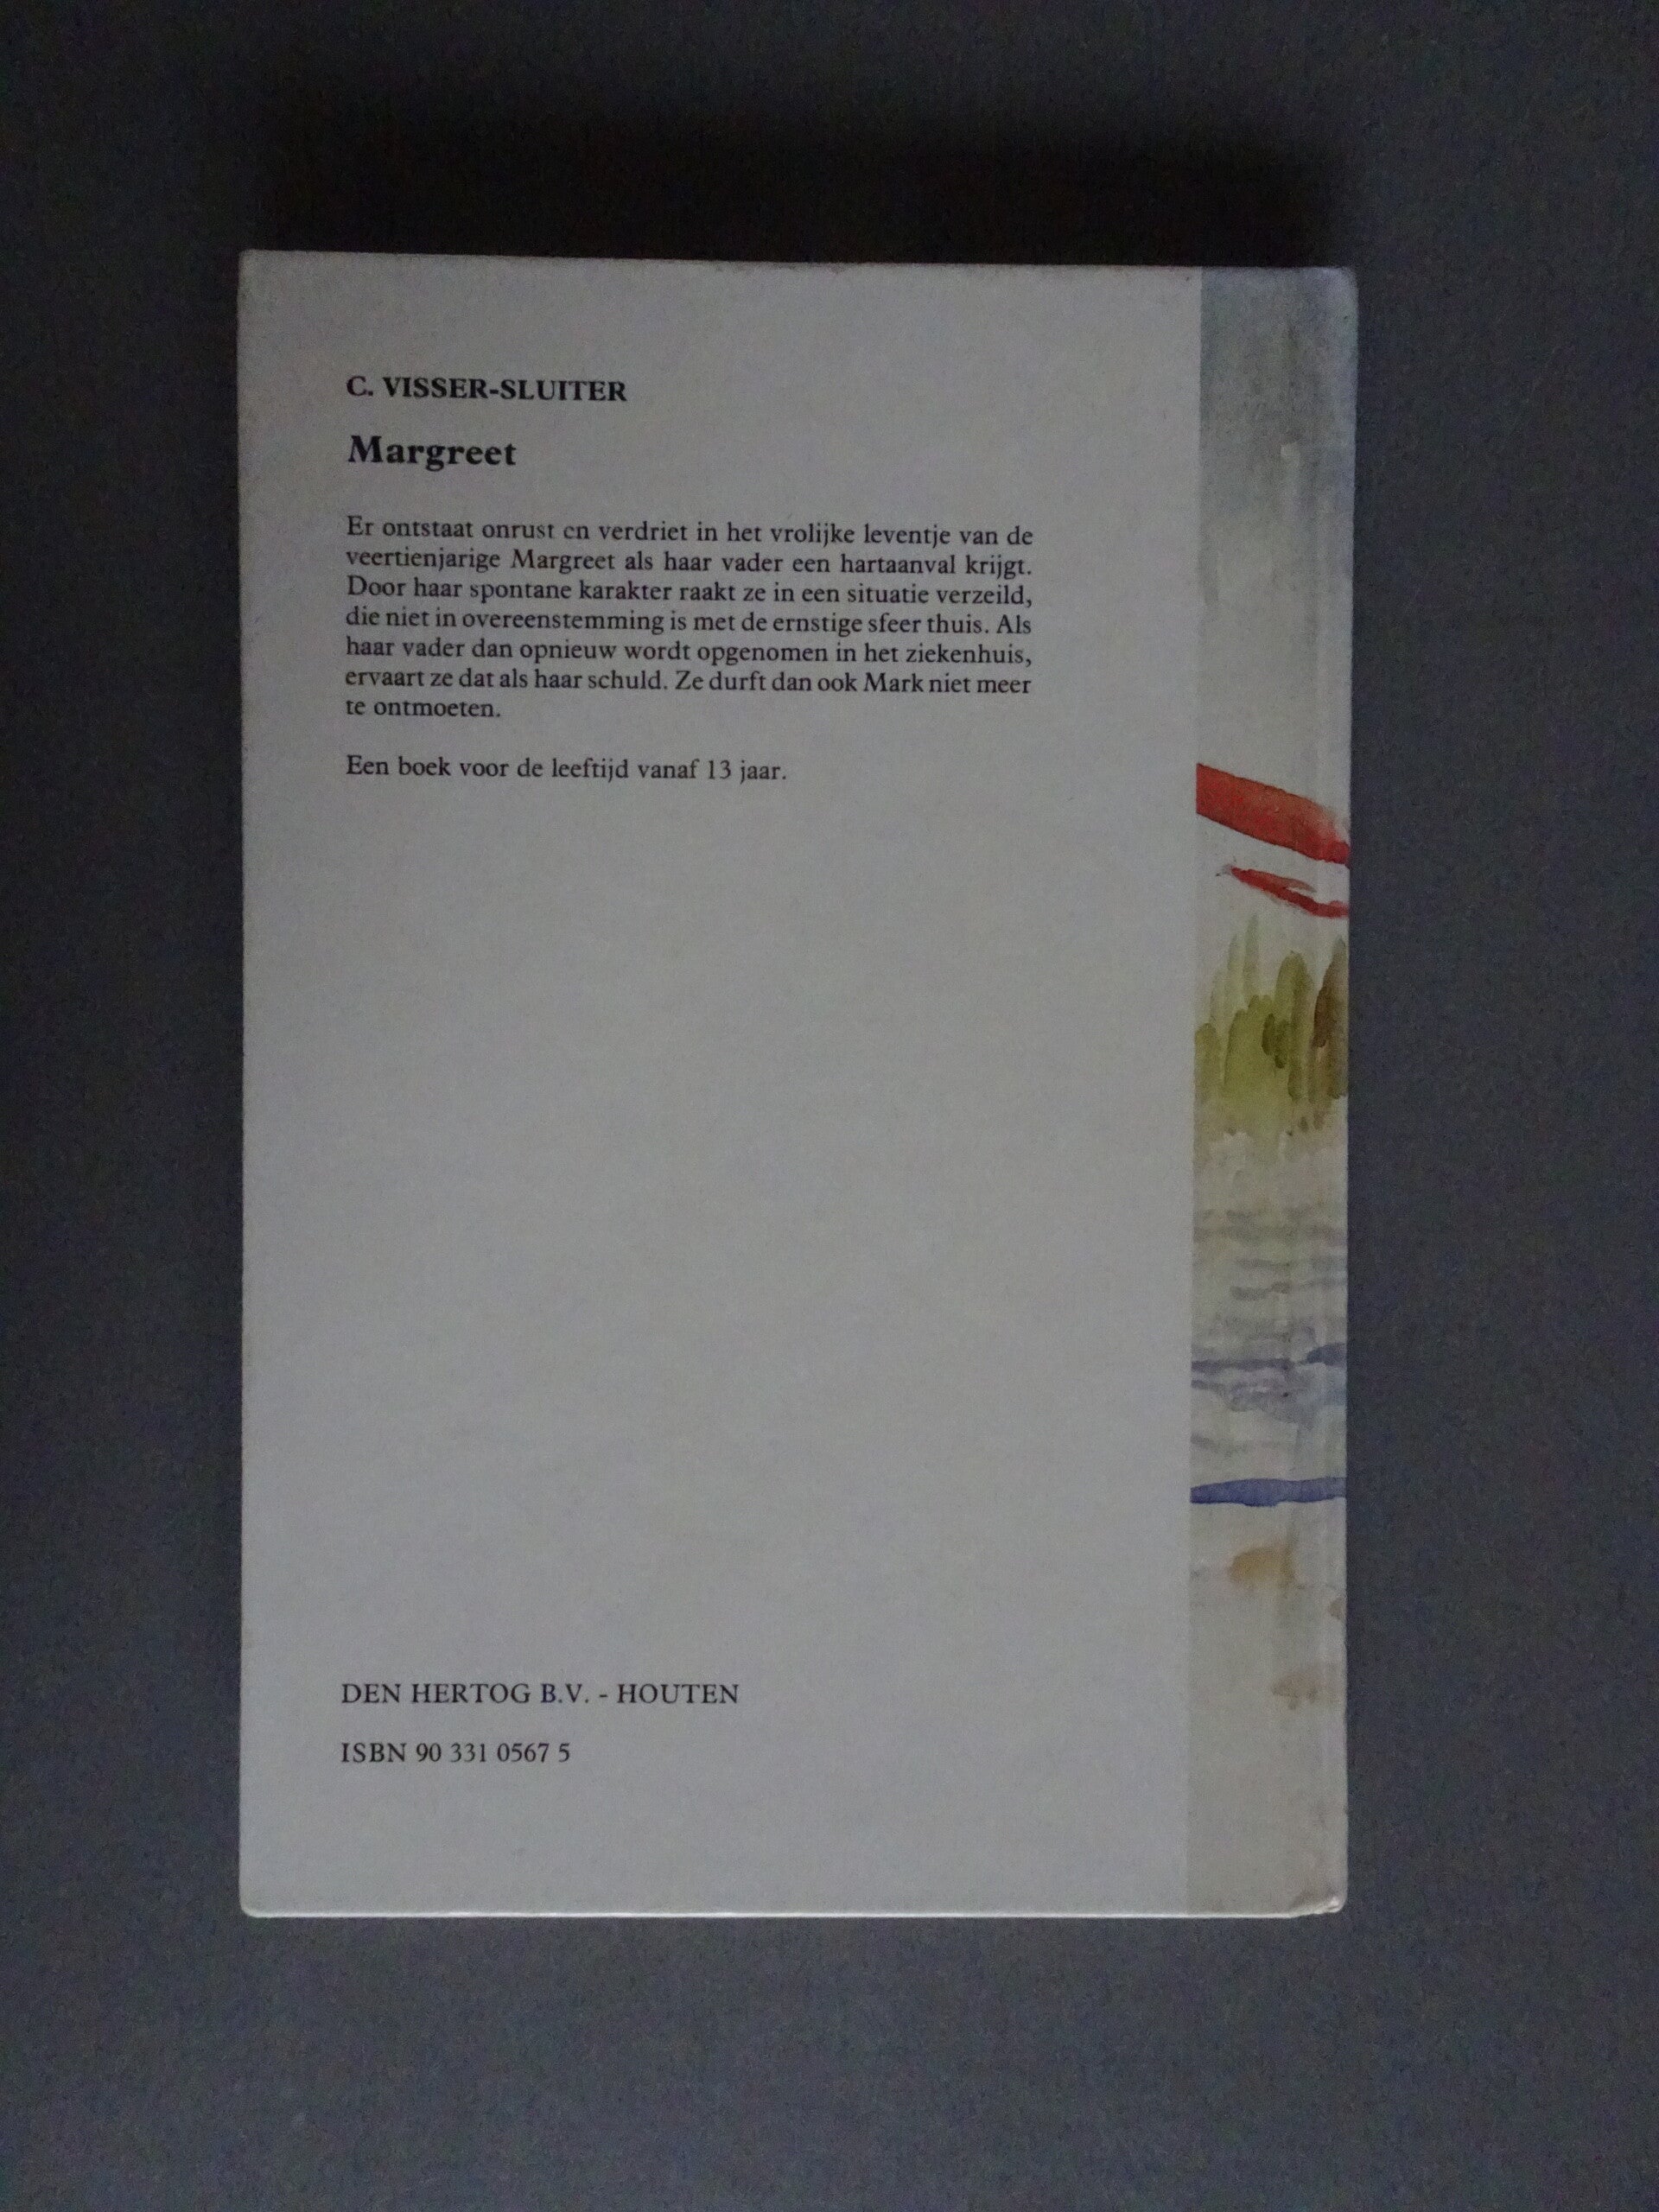 C. VISSER-SLUITER
Margreet
Er ontstaat onrust en verdriet in het vrolijke leventje van de
veertienjarige Margreet als haar vader een hartaanval krijgt.
Door haar spontane karakter raakt ze in een situatie verzeild,
die niet in overeenstemming is met de ernstige sfeer thuis. Als
haar vader dan opnieuw wordt opgenomen in het ziekenhuis,
ervaart ze dat als haar schuld. Ze durft dan ook Mark niet meer
te ontmoeten.
Een boek voor de leeftijd vanaf 13 jaar.
DEN HERTOG B.V. - HOUTEN
ISBN 90 331 0567 5